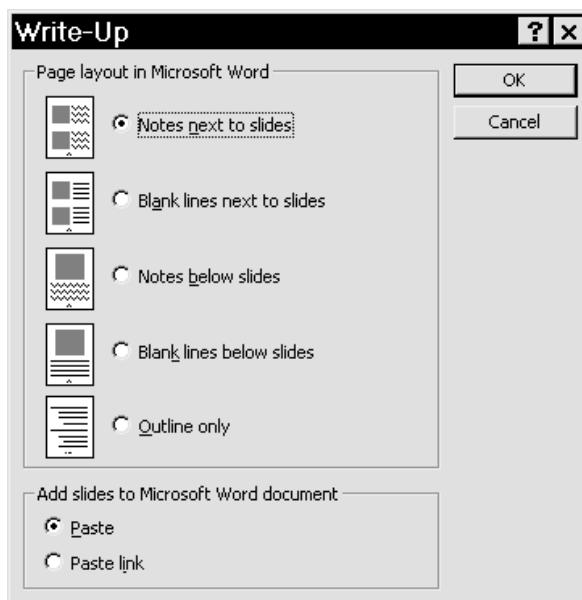 Write-Up
Page layout in Microsoft Word
OK
Cancel
Notes next to slides
Blank lines next to slides
Notes below slides
Blank lines below slides
Outline only
Add slides to Microsoft Word document
Paste
Paste link